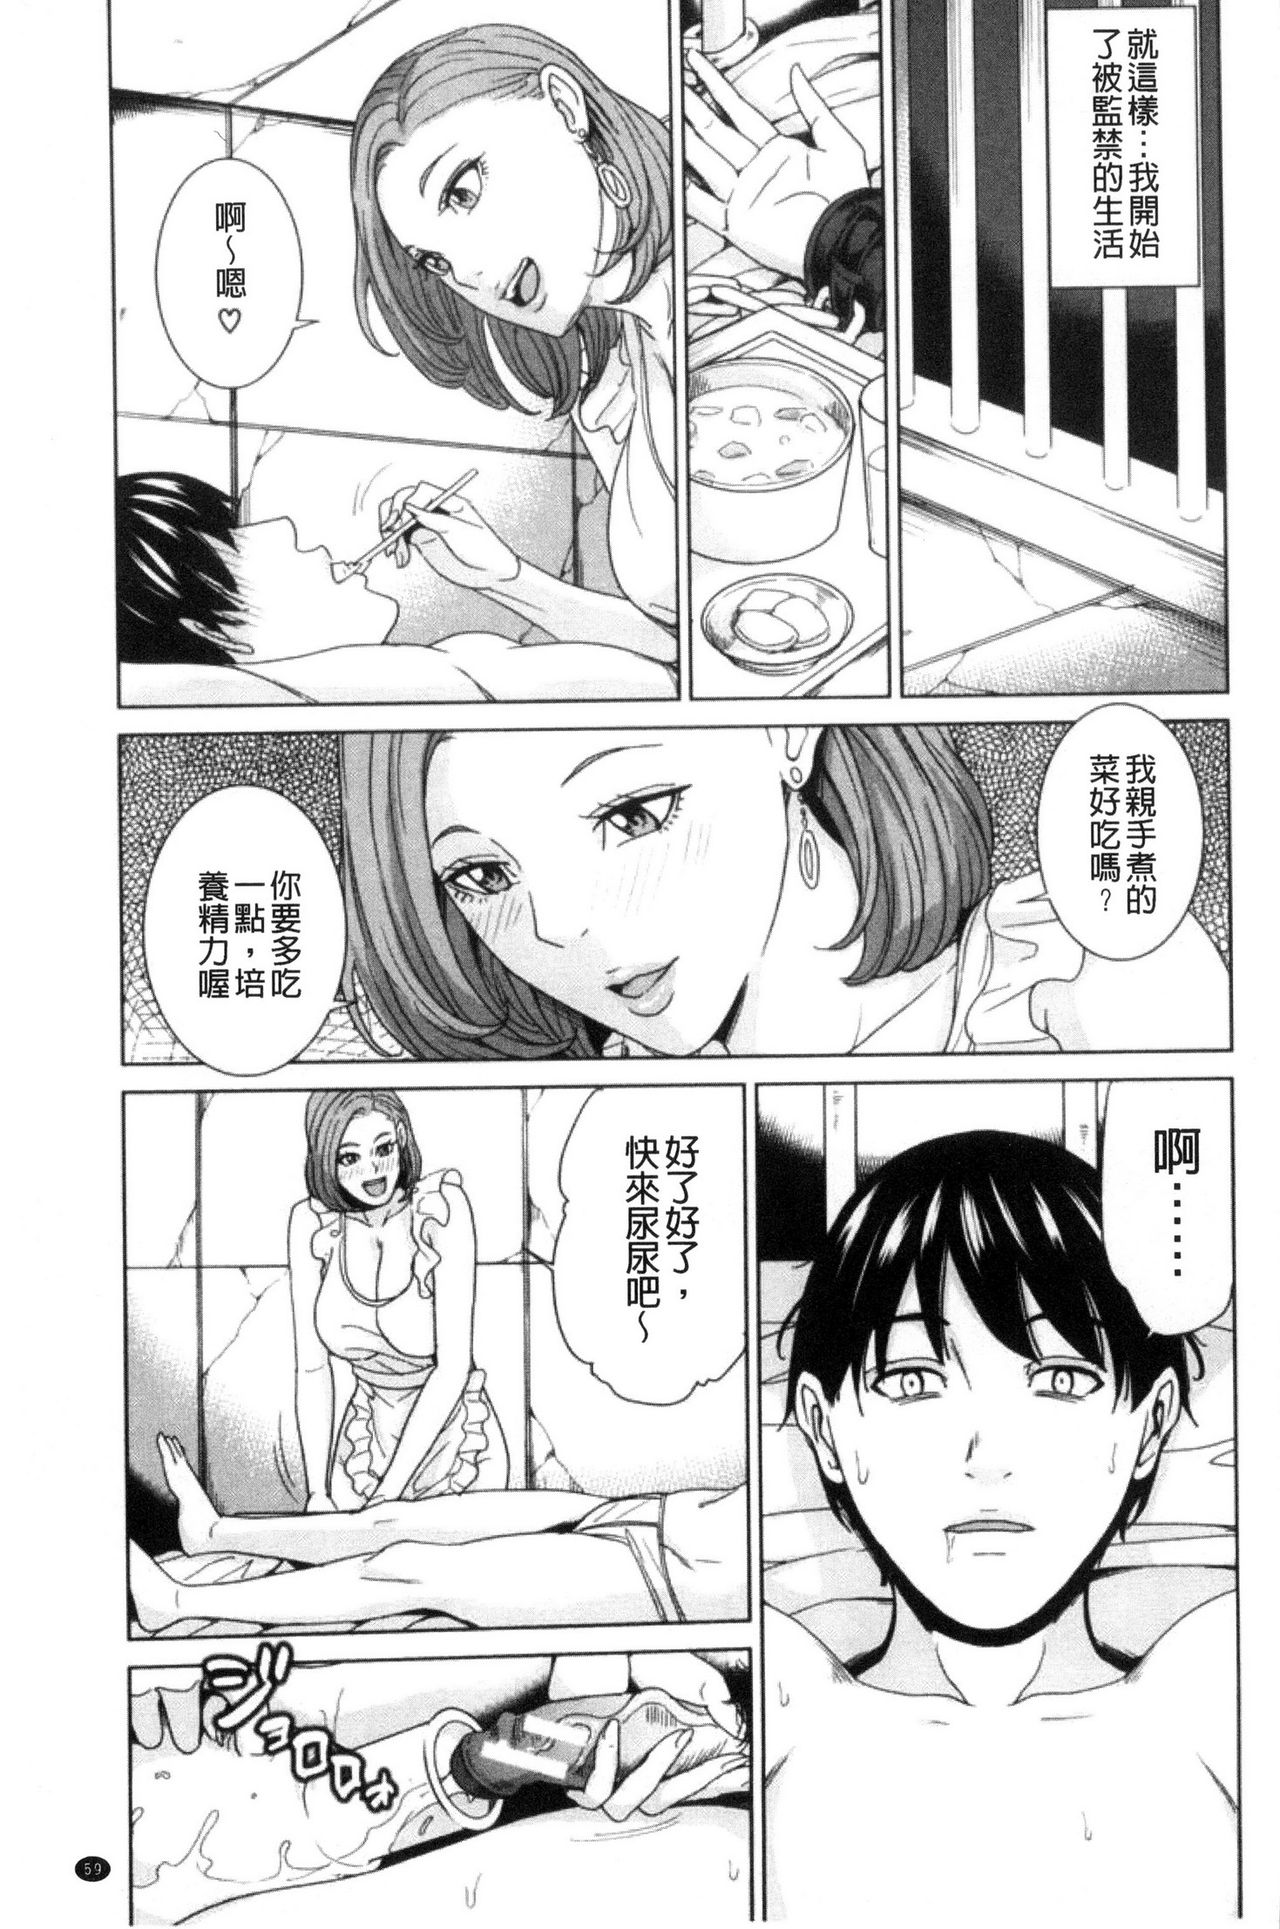 就這樣…我開始
了被監禁的生活
啊～嗯♡
我親手煮的
菜好吃嗎？
你要多吃
一點，培
養精力喔
啊……
好了好了，
快來尿尿吧～
ジョロロロォ
59